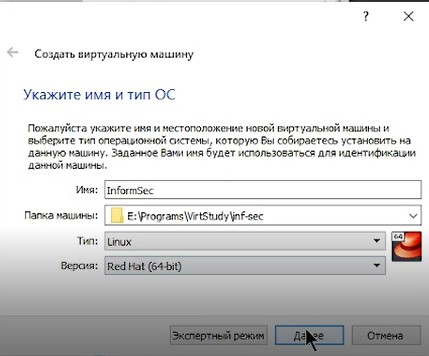 ?
Создать виртуальную машину
Укажите имя и тип ОС
Пожалуйста укажите имя и местоположение новой виртуальной машины и
выберите тип операционной системы, которую Вы собираетесь установить на
данную машину. Заданное Вами имя будет использоваться для идентификации
данной машины.
Имя: InformSec
Папка машины: E:\Programs\VirtStudy\inf-sec
Тип: Linux 64
Версия: Red Hat (64-bit)
Экспертный режим Далее Отмена